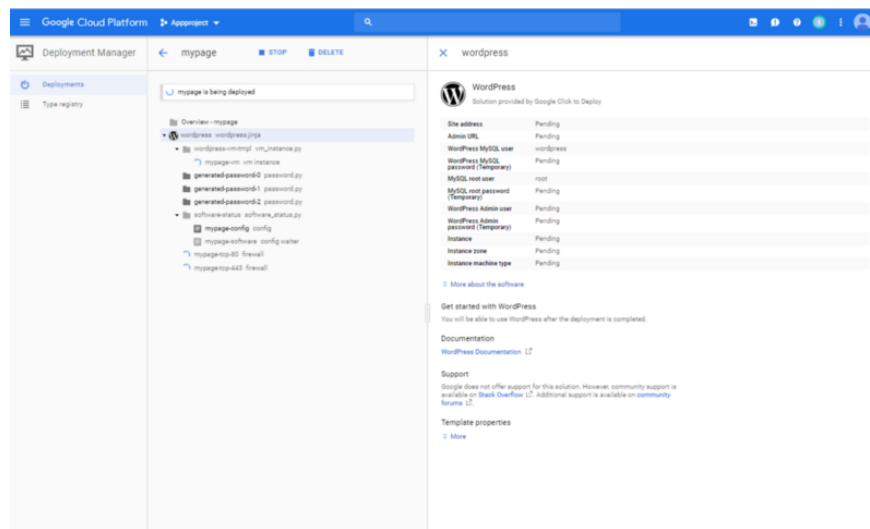 Google Cloud Platform Appproject
Deployment Manager
Deployments
Type registry
mypage STOP DELETE
mypage is being deployed
Overview - mypage
wordpress wordpress.jinja
wordpress-vm-tmpl vm_instance.py
mypage-vm vm instance
generated-password-0 password.py
generated-password-1 password.py
generated-password-2 password.py
software-status software_status.py
mypage-config config
mypage-software config waiter
mypage-tcp-80 firewall
mypage-tcp-443 firewall
wordpress
WordPress
Solution provided by Google Click to Deploy
Site address Pending
Admin URL Pending
WordPress MySQL user wordpress
WordPress MySQL Pending
password (Temporary)
MySQL root user root
MySQL root password Pending
(Temporary)
WordPress Admin user Pending
WordPress Admin Pending
password (Temporary)
Instance Pending
Instance zone Pending
Instance machine type Pending
More about the software
Get started with WordPress
You will be able to use WordPress after the deployment is completed.
Documentation
WordPress Documentation
Support
Google does not offer support for this solution. However, community support is
available on Stack Overflow. Additional support is available on community
forums.
Template properties
More